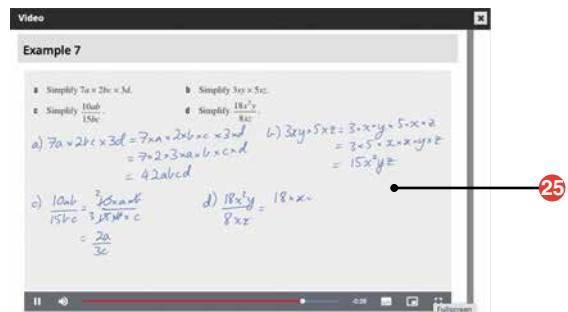 Video
Example 7
a Simplify 7a × 2bc × 3d. b Simplify 3xy × 5xz.
c Simplify 10ab/15bc. d Simplify 18x²y/8xz.
a) 7a × 2bc × 3d = 7×a × 2×b×c × 3×d
= 7×2×3×a×b×c×d
= 42abcd
b) 3xy × 5xz = 3×x×y×5×x×z
= 3×5×x×x×y×z
= 15x²yz
c) 10ab/15bc = ²10×a×b/₃15×b×c
= 2a/3c
d) 18x²y/8xz = 18×x×
25
-0:26
Fullscreen